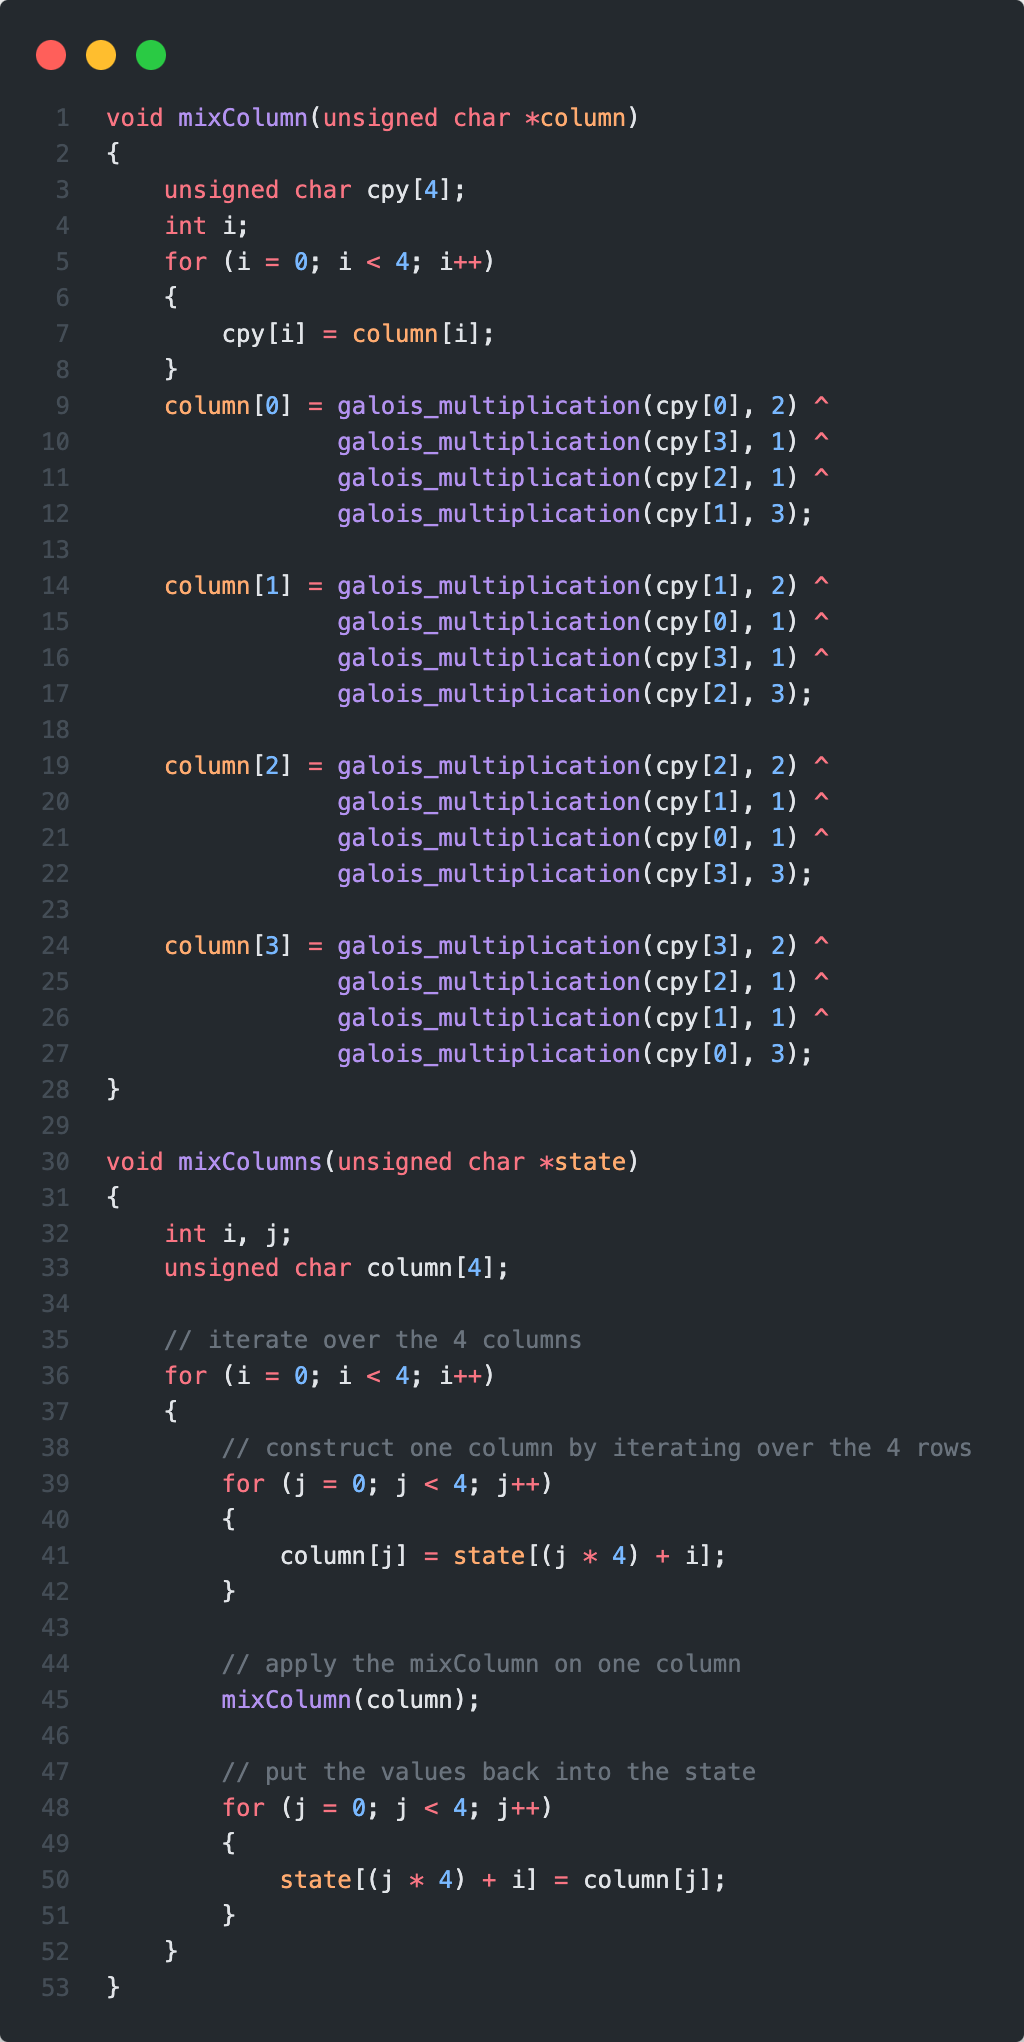 1 void mixColumn(unsigned char *column)
2 {
3     unsigned char cpy[4];
4     int i;
5     for (i = 0; i < 4; i++)
6     {
7         cpy[i] = column[i];
8     }
9     column[0] = galois_multiplication(cpy[0], 2) ^
10                 galois_multiplication(cpy[3], 1) ^
11                 galois_multiplication(cpy[2], 1) ^
12                 galois_multiplication(cpy[1], 3);
13
14     column[1] = galois_multiplication(cpy[1], 2) ^
15                 galois_multiplication(cpy[0], 1) ^
16                 galois_multiplication(cpy[3], 1) ^
17                 galois_multiplication(cpy[2], 3);
18
19     column[2] = galois_multiplication(cpy[2], 2) ^
20                 galois_multiplication(cpy[1], 1) ^
21                 galois_multiplication(cpy[0], 1) ^
22                 galois_multiplication(cpy[3], 3);
23
24     column[3] = galois_multiplication(cpy[3], 2) ^
25                 galois_multiplication(cpy[2], 1) ^
26                 galois_multiplication(cpy[1], 1) ^
27                 galois_multiplication(cpy[0], 3);
28 }
29
30 void mixColumns(unsigned char *state)
31 {
32     int i, j;
33     unsigned char column[4];
34
35     // iterate over the 4 columns
36     for (i = 0; i < 4; i++)
37     {
38         // construct one column by iterating over the 4 rows
39         for (j = 0; j < 4; j++)
40         {
41             column[j] = state[(j * 4) + i];
42         }
43
44         // apply the mixColumn on one column
45         mixColumn(column);
46
47         // put the values back into the state
48         for (j = 0; j < 4; j++)
49         {
50             state[(j * 4) + i] = column[j];
51         }
52     }
53 }